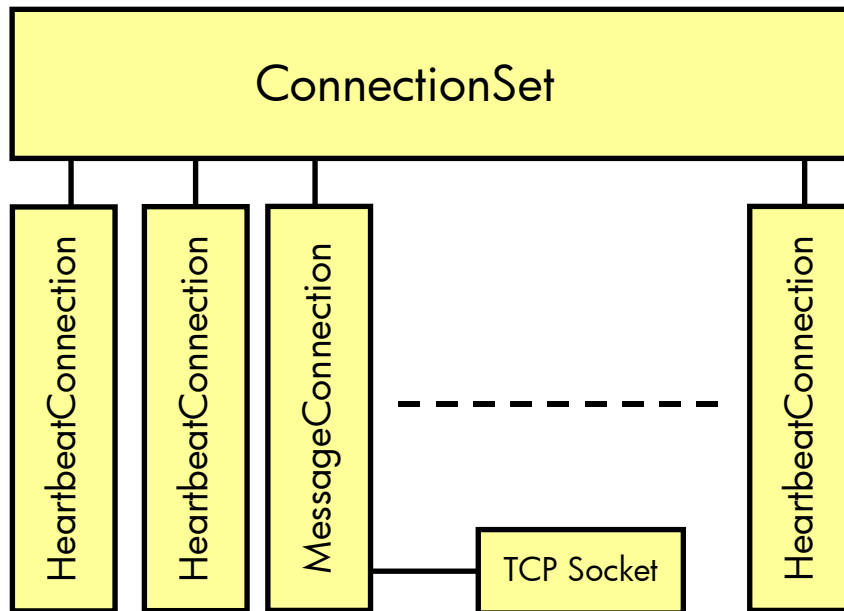 ConnectionSet
HeartbeatConnection
HeartbeatConnection
MessageConnection
HeartbeatConnection
TCP Socket